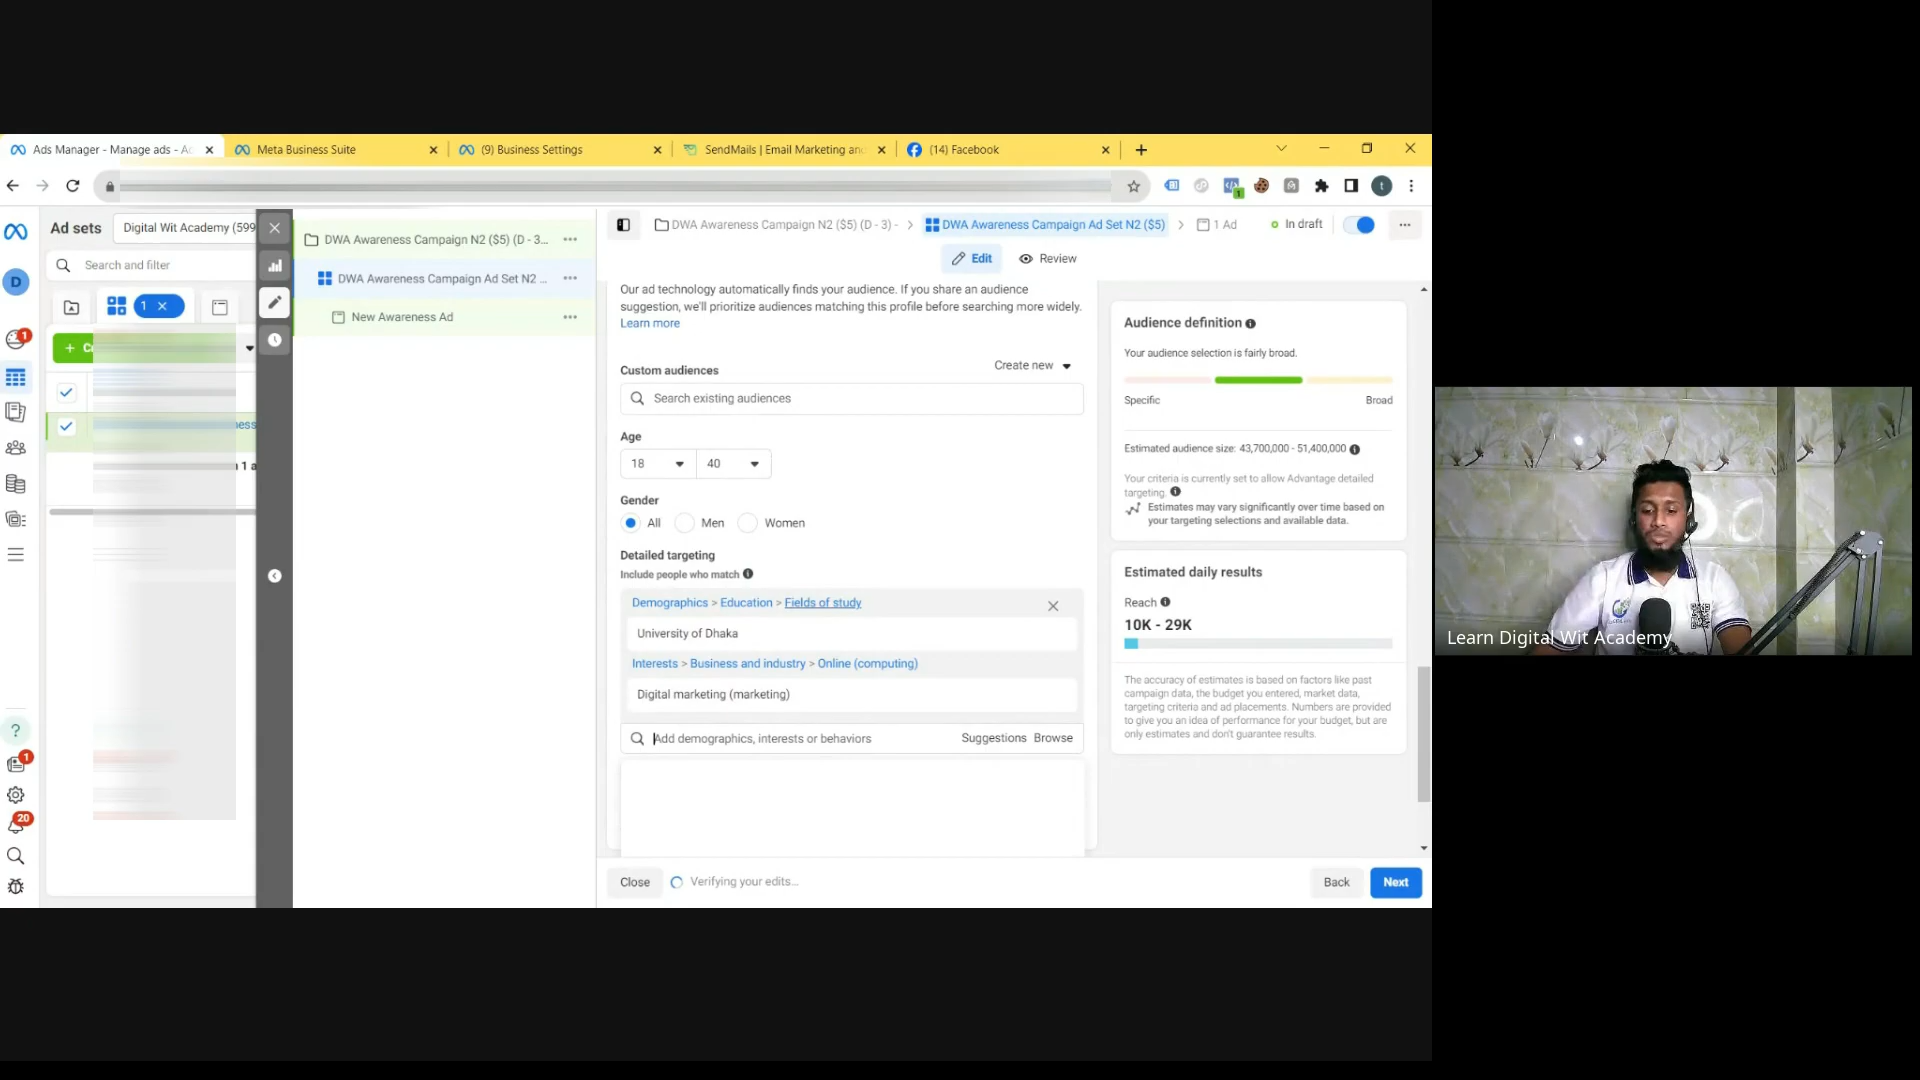 Ads Manager - Manage ads - Ad
Meta Business Suite
(9) Business Settings
SendMails | Email Marketing and
(14) Facebook
t
Ad sets
Digital Wit Academy (599
DWA Awareness Campaign N2 ($5) (D - 3) -
DWA Awareness Campaign Ad Set N2 ($5)
1 Ad
In draft
DWA Awareness Campaign N2 ($5) (D - 3...
Edit
Review
Search and filter
D
DWA Awareness Campaign Ad Set N2 ...
1
New Awareness Ad
1
20
Our ad technology automatically finds your audience. If you share an audience
suggestion, we'll prioritize audiences matching this profile before searching more widely.
Learn more
Custom audiences
Create new
Search existing audiences
Age
18
40
Gender
All
Men
Women
Detailed targeting
Include people who match
Demographics > Education > Fields of study
University of Dhaka
Interests > Business and industry > Online (computing)
Digital marketing (marketing)
Add demographics, interests or behaviors
Suggestions
Browse
Close
Verifying your edits...
Back
Next
Audience definition
Your audience selection is fairly broad.
Specific
Broad
Estimated audience size: 43,700,000 - 51,400,000
Your criteria is currently set to allow Advantage detailed
targeting.
Estimates may vary significantly over time based on
your targeting selections and available data.
Estimated daily results
Reach
10K - 29K
The accuracy of estimates is based on factors like past
campaign data, the budget you entered, market data,
targeting criteria and ad placements. Numbers are provided
to give you an idea of performance for your budget, but are
only estimates and don't guarantee results.
Learn Digital Wit Academy